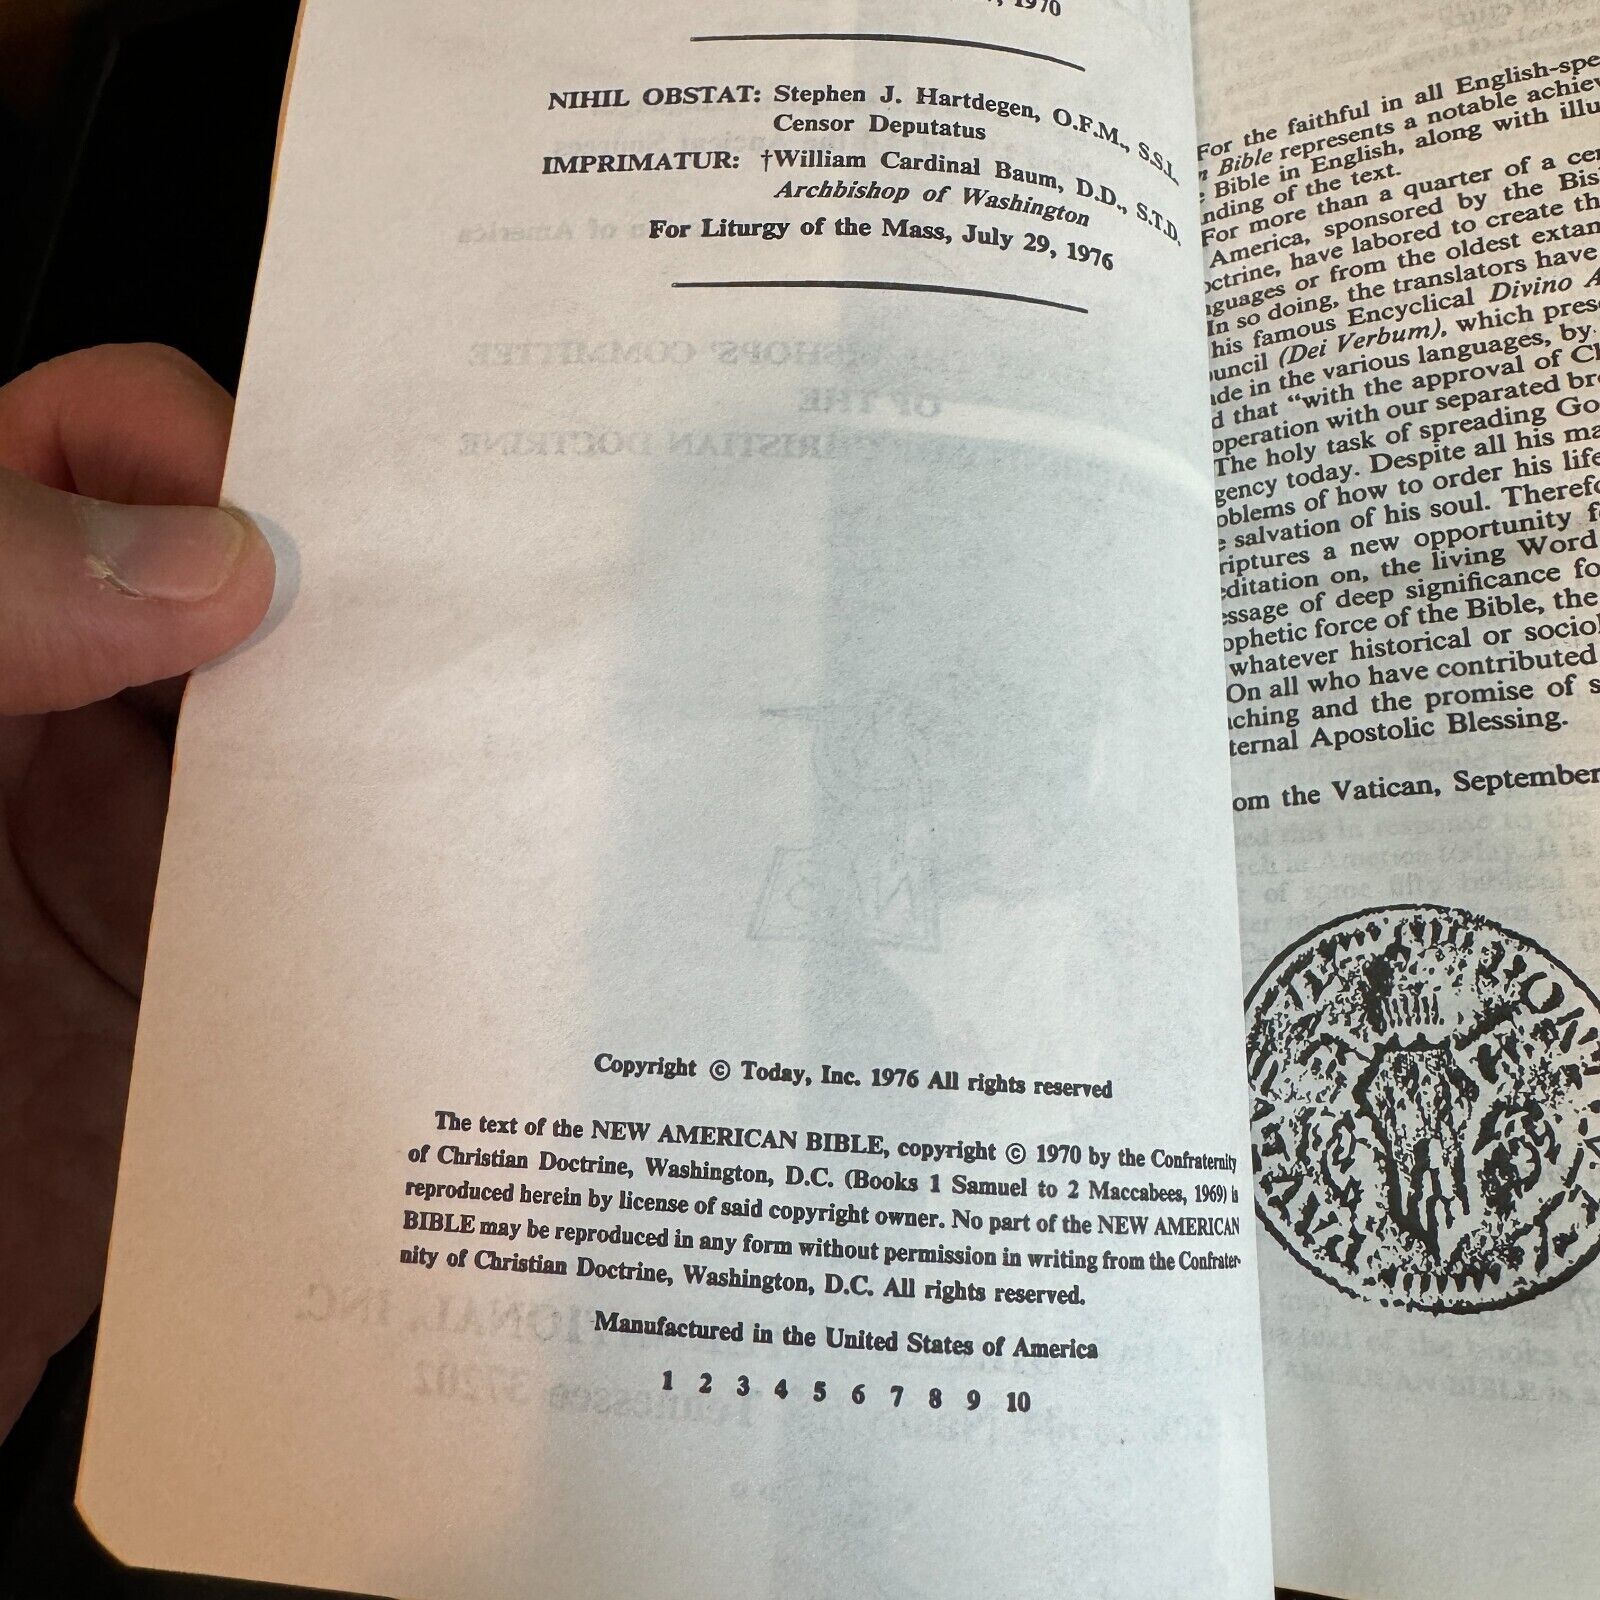 , 1970
NIHIL OBSTAT: Stephen J. Hartdegen, O.F.M., S.S.L.
Censor Deputatus
IMPRIMATUR: †William Cardinal Baum, D.D., S.T.D.
Archbishop of Washington
For Liturgy of the Mass, July 29, 1976
Copyright © Today, Inc. 1976 All rights reserved
The text of the NEW AMERICAN BIBLE, copyright © 1970 by the Confraternity
of Christian Doctrine, Washington, D.C. (Books 1 Samuel to 2 Maccabees, 1969) is
reproduced herein by license of said copyright owner. No part of the NEW AMERICAN
BIBLE may be reproduced in any form without permission in writing from the Confrater-
nity of Christian Doctrine, Washington, D.C. All rights reserved.
Manufactured in the United States of America
1 2 3 4 5 6 7 8 9 10
For the faithful in all English-spe
n Bible represents a notable achiev
Bible in English, along with illu
nding of the text.
For more than a quarter of a cen
America, sponsored by the Bis
octrine, have labored to create th
nguages or from the oldest extan
In so doing, the translators have
his famous Encyclical Divino A
ouncil (Dei Verbum), which pres
ade in the various languages, by
d that “with the approval of Ch
operation with our separated bre
The holy task of spreading Go
gency today. Despite all his ma
oblems of how to order his life
e salvation of his soul. Therefo
riptures a new opportunity f
editation on, the living Word
essage of deep significance fo
ophetic force of the Bible, the
whatever historical or sociol
On all who have contributed
aching and the promise of s
ternal Apostolic Blessing.
om the Vatican, September